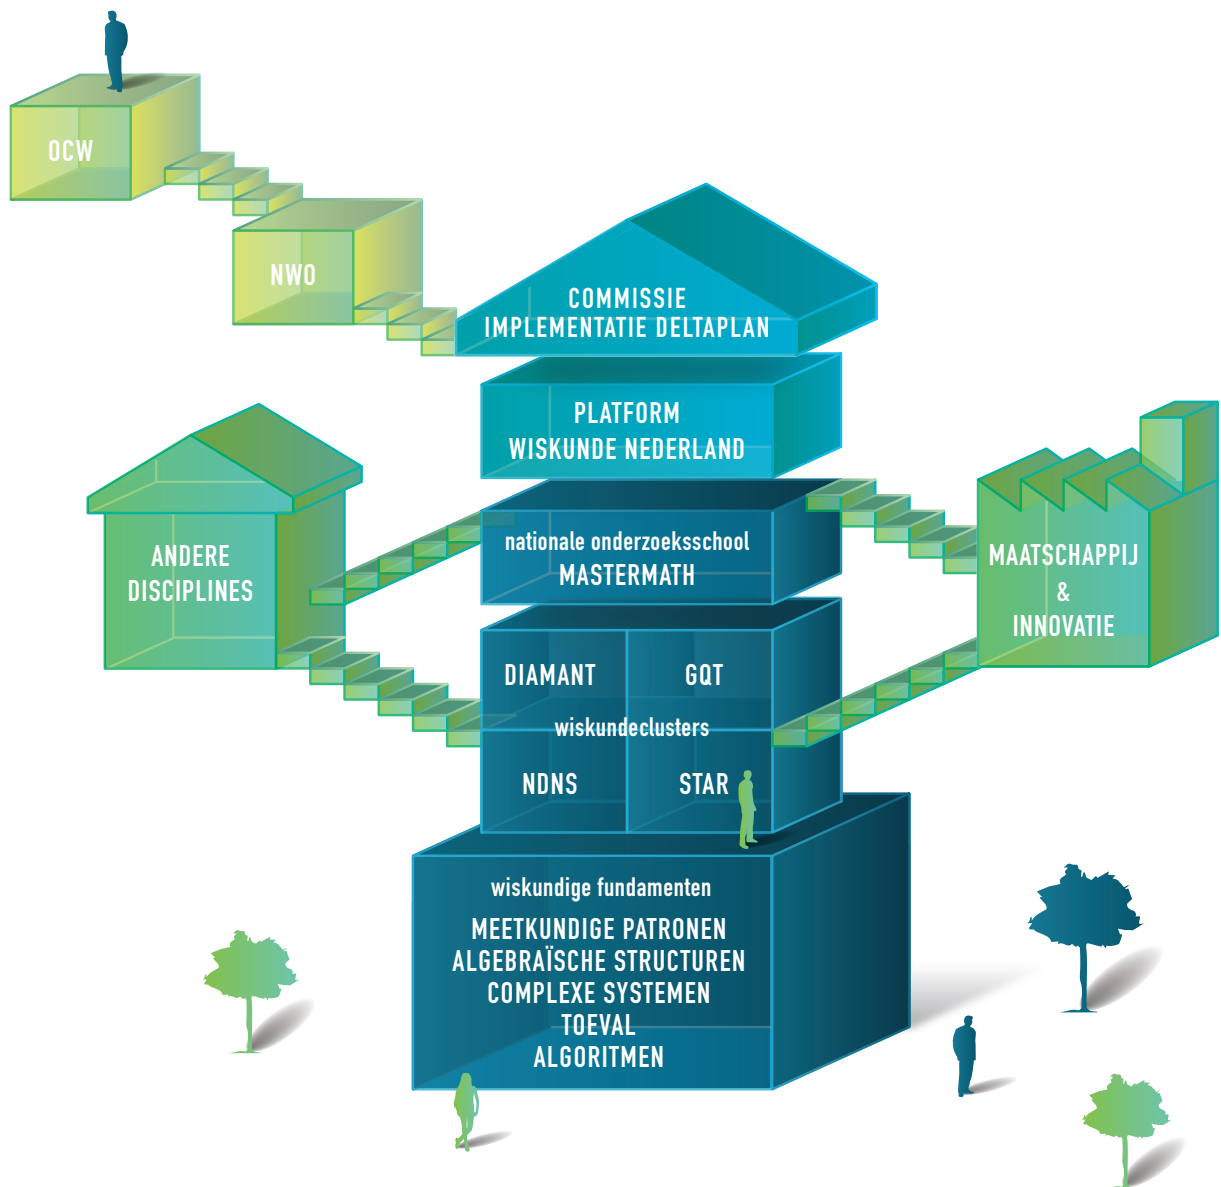 OCW
NWO
COMMISSIE
IMPLEMENTATIE DELTAPLAN
PLATFORM
WISKUNDE NEDERLAND
ANDERE
DISCIPLINES
nationale onderzoeksschool
MASTERMATH
MAATSCHAPPIJ
&
INNOVATIE
DIAMANT
GQT
wiskundeclusters
NDNS
STAR
wiskundige fundamenten
MEETKUNDIGE PATRONEN
ALGEBRAÏSCHE STRUCTUREN
COMPLEXE SYSTEMEN
TOEVAL
ALGORITMEN